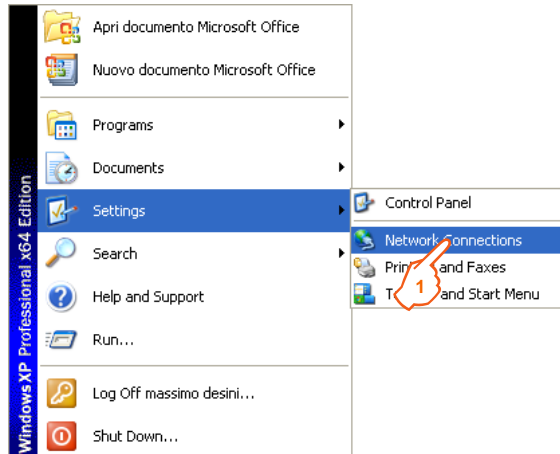 Apri documento Microsoft Office
Nuovo documento Microsoft Office
Programs
Documents
Settings
Search
Help and Support
Run...
Log Off massimo desini...
Shut Down...
Windows XP Professional x64 Edition
Control Panel
Network Connections
and Faxes
and Start Menu
1